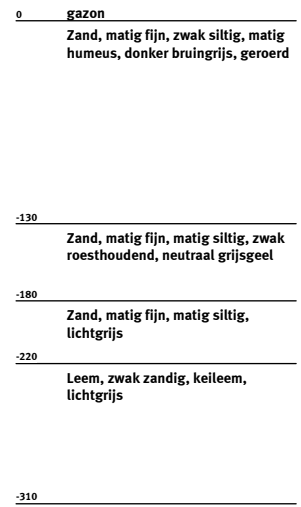 0 gazon
Zand, matig fijn, zwak siltig, matig
humeus, donker bruingrijs, geroerd
-130
Zand, matig fijn, matig siltig, zwak
roesthoudend, neutraal grijsgeel
-180
Zand, matig fijn, matig siltig,
lichtgrijs
-220
Leem, zwak zandig, keileem,
lichtgrijs
-310